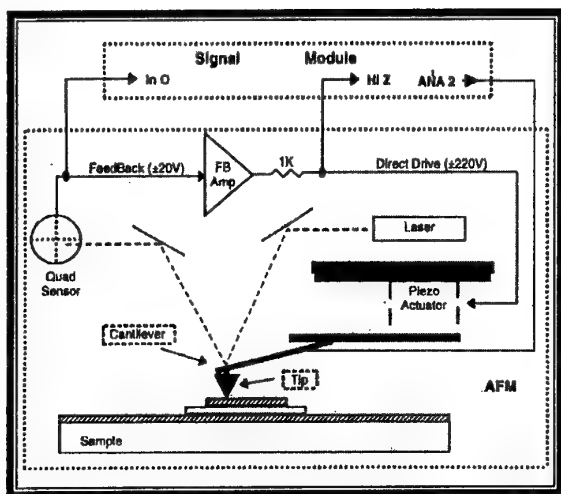 Signal Module
In 0
HI Z
ANA 2
FeedBack (±20V)
FB
Amp
1K
Direct Drive (±220V)
Laser
Quad
Sensor
Piezo
Actuator
Cantilever
Tip
AFM
Sample